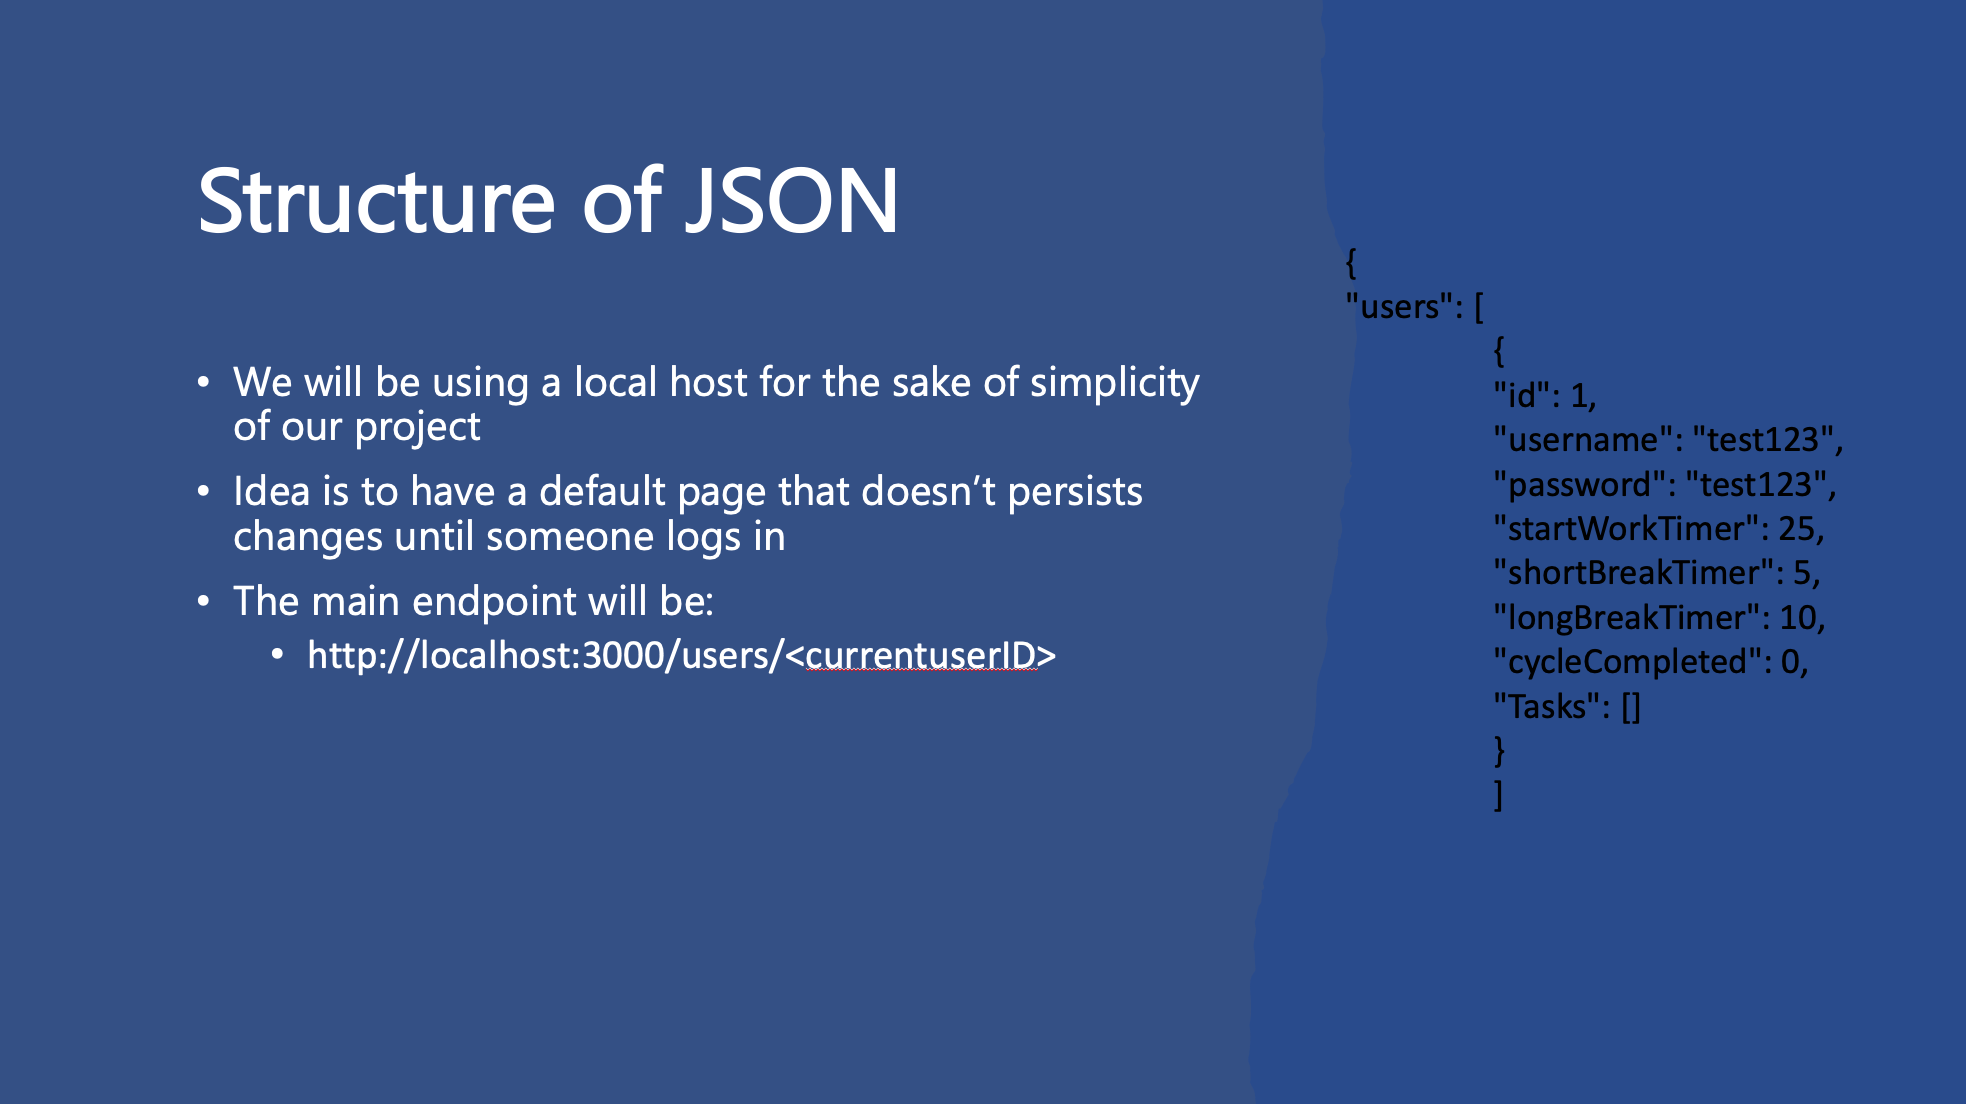 Structure of JSON
• We will be using a local host for the sake of simplicity
of our project
• Idea is to have a default page that doesn’t persists
changes until someone logs in
• The main endpoint will be:
• http://localhost:3000/users/<currentuserID>
{
"users": [
{
"id": 1,
"username": "test123",
"password": "test123",
"startWorkTimer": 25,
"shortBreakTimer": 5,
"longBreakTimer": 10,
"cycleCompleted": 0,
"Tasks": []
}
]